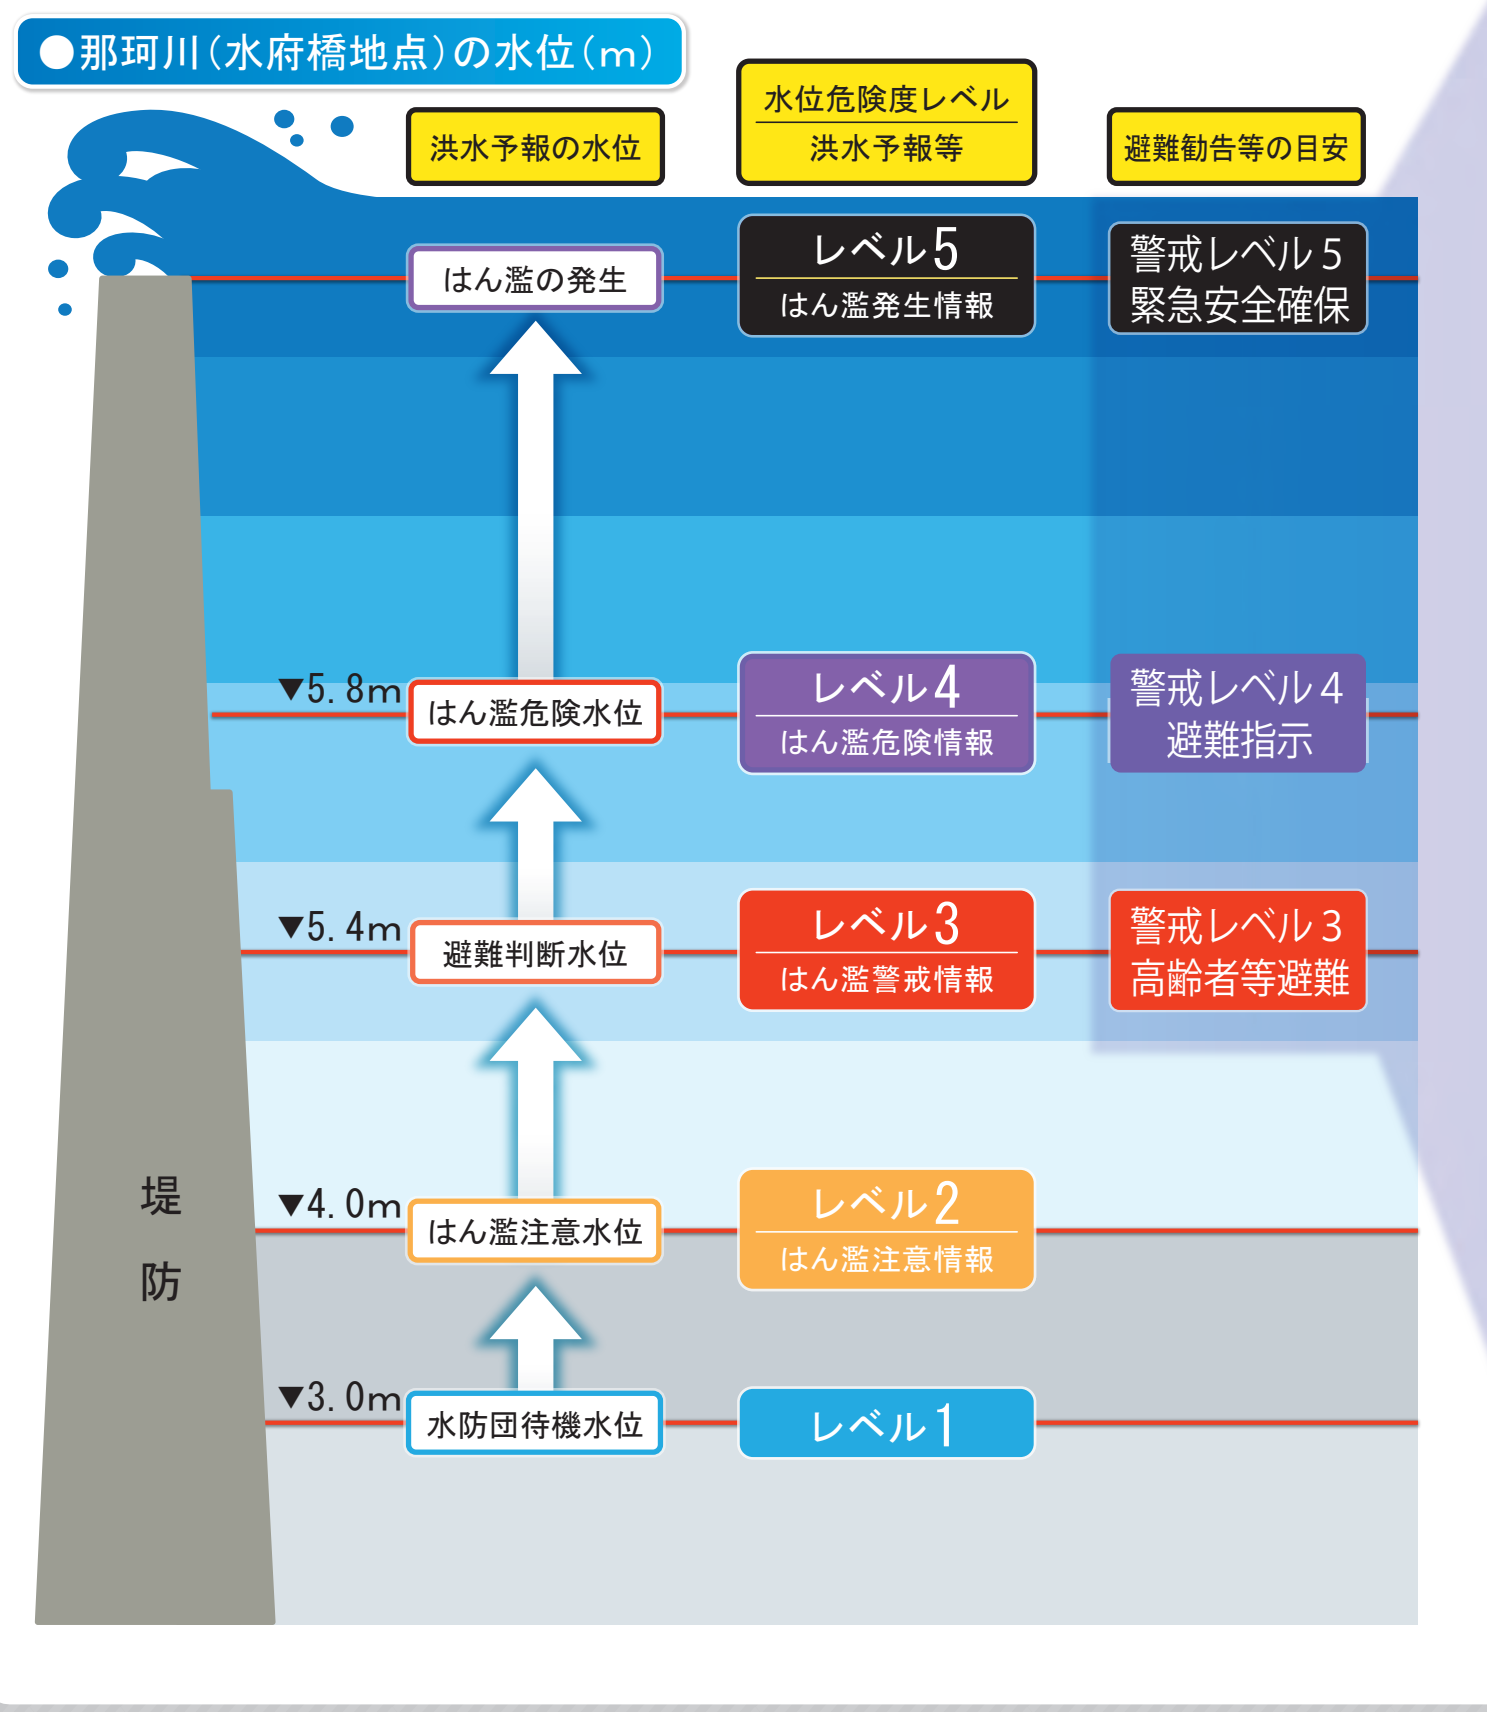 ●那珂川（水府橋地点）の水位（ｍ）
洪水予報の水位
水位危険度レベル
洪水予報等
避難勧告等の目安
はん濫の発生
レベル5
はん濫発生情報
警戒レベル５
緊急安全確保
▼5.8m
はん濫危険水位
レベル4
はん濫危険情報
警戒レベル４
避難指示
▼5.4m
避難判断水位
レベル3
はん濫警戒情報
警戒レベル３
高齢者等避難
▼4.0m
はん濫注意水位
レベル2
はん濫注意情報
▼3.0m
水防団待機水位
レベル1
堤防